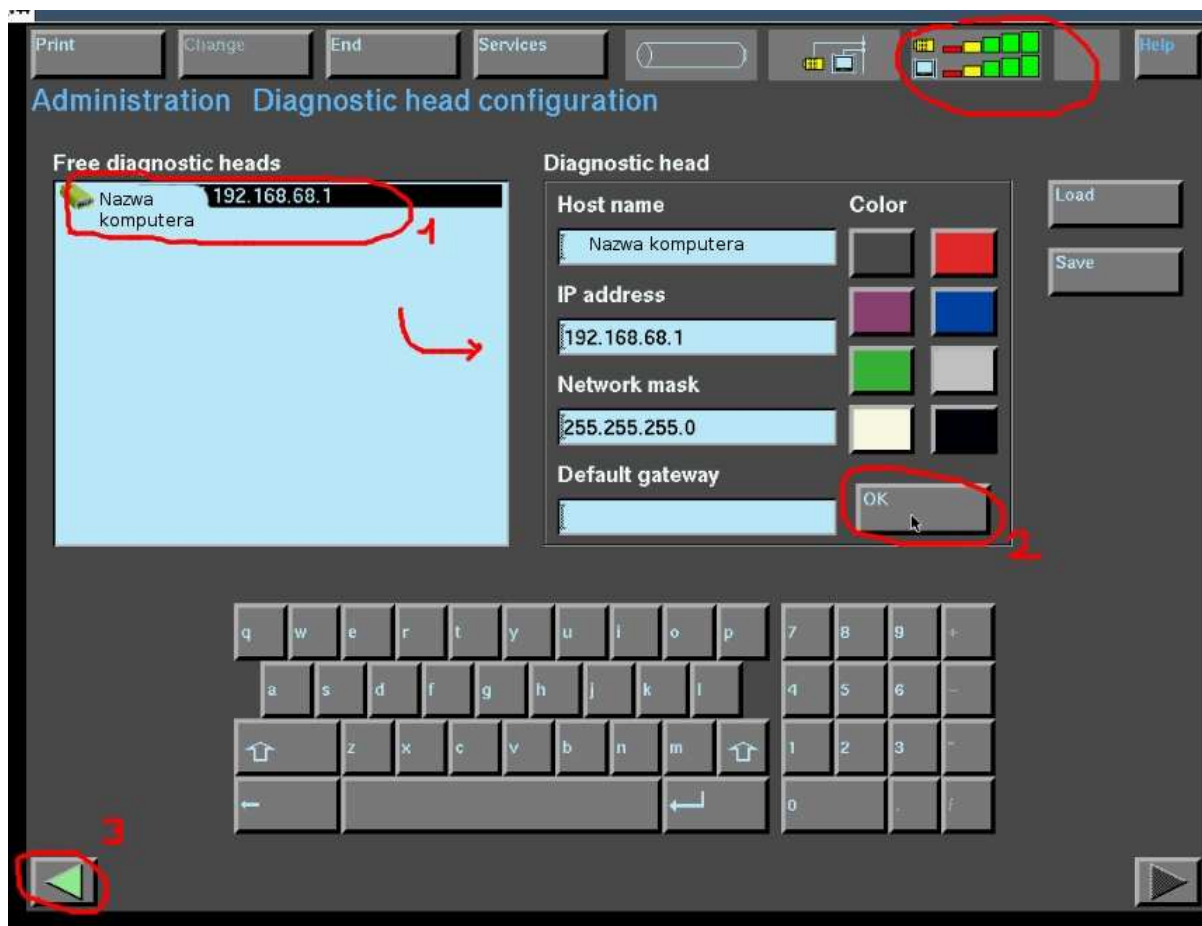 Print Change End Services Help
Administration Diagnostic head configuration
Free diagnostic heads
Nazwa komputera
192.168.68.1
1
Diagnostic head
Host name
Nazwa komputera
IP address
192.168.68.1
Network mask
255.255.255.0
Default gateway
Color
OK
2
Load
Save
q w e r t y u i o p 7 8 9 +
a s d f g h j k l 4 5 6 -
z x c v b n m 1 2 3
0 .
3